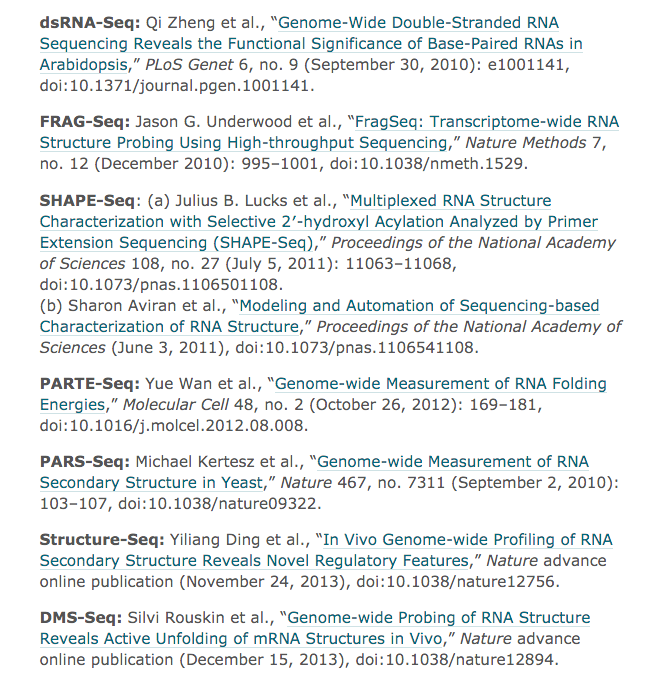 dsRNA-Seq: Qi Zheng et al., “Genome-Wide Double-Stranded RNA
Sequencing Reveals the Functional Significance of Base-Paired RNAs in
Arabidopsis,” PLoS Genet 6, no. 9 (September 30, 2010): e1001141,
doi:10.1371/journal.pgen.1001141.
FRAG-Seq: Jason G. Underwood et al., “FragSeq: Transcriptome-wide RNA
Structure Probing Using High-throughput Sequencing,” Nature Methods 7,
no. 12 (December 2010): 995–1001, doi:10.1038/nmeth.1529.
SHAPE-Seq: (a) Julius B. Lucks et al., “Multiplexed RNA Structure
Characterization with Selective 2′-hydroxyl Acylation Analyzed by Primer
Extension Sequencing (SHAPE-Seq),” Proceedings of the National Academy
of Sciences 108, no. 27 (July 5, 2011): 11063–11068,
doi:10.1073/pnas.1106501108.
(b) Sharon Aviran et al., “Modeling and Automation of Sequencing-based
Characterization of RNA Structure,” Proceedings of the National Academy of
Sciences (June 3, 2011), doi:10.1073/pnas.1106541108.
PARTE-Seq: Yue Wan et al., “Genome-wide Measurement of RNA Folding
Energies,” Molecular Cell 48, no. 2 (October 26, 2012): 169–181,
doi:10.1016/j.molcel.2012.08.008.
PARS-Seq: Michael Kertesz et al., “Genome-wide Measurement of RNA
Secondary Structure in Yeast,” Nature 467, no. 7311 (September 2, 2010):
103–107, doi:10.1038/nature09322.
Structure-Seq: Yiliang Ding et al., “In Vivo Genome-wide Profiling of RNA
Secondary Structure Reveals Novel Regulatory Features,” Nature advance
online publication (November 24, 2013), doi:10.1038/nature12756.
DMS-Seq: Silvi Rouskin et al., “Genome-wide Probing of RNA Structure
Reveals Active Unfolding of mRNA Structures in Vivo,” Nature advance
online publication (December 15, 2013), doi:10.1038/nature12894.